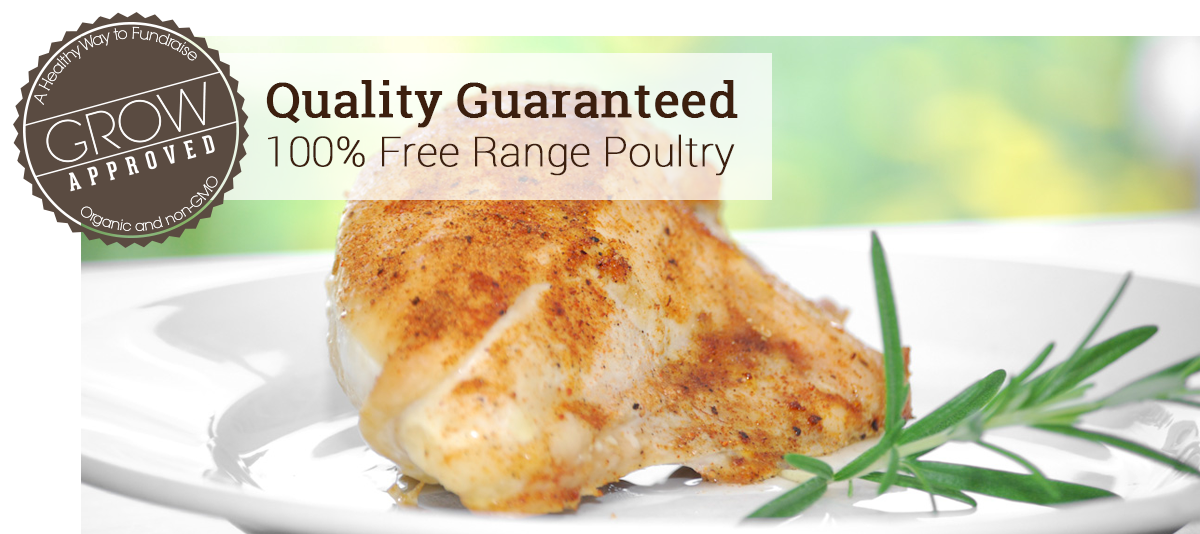 A Healthy Way to Fundraise
GROW
APPROVED
Organic and non-GMO
Quality Guaranteed
100% Free Range Poultry